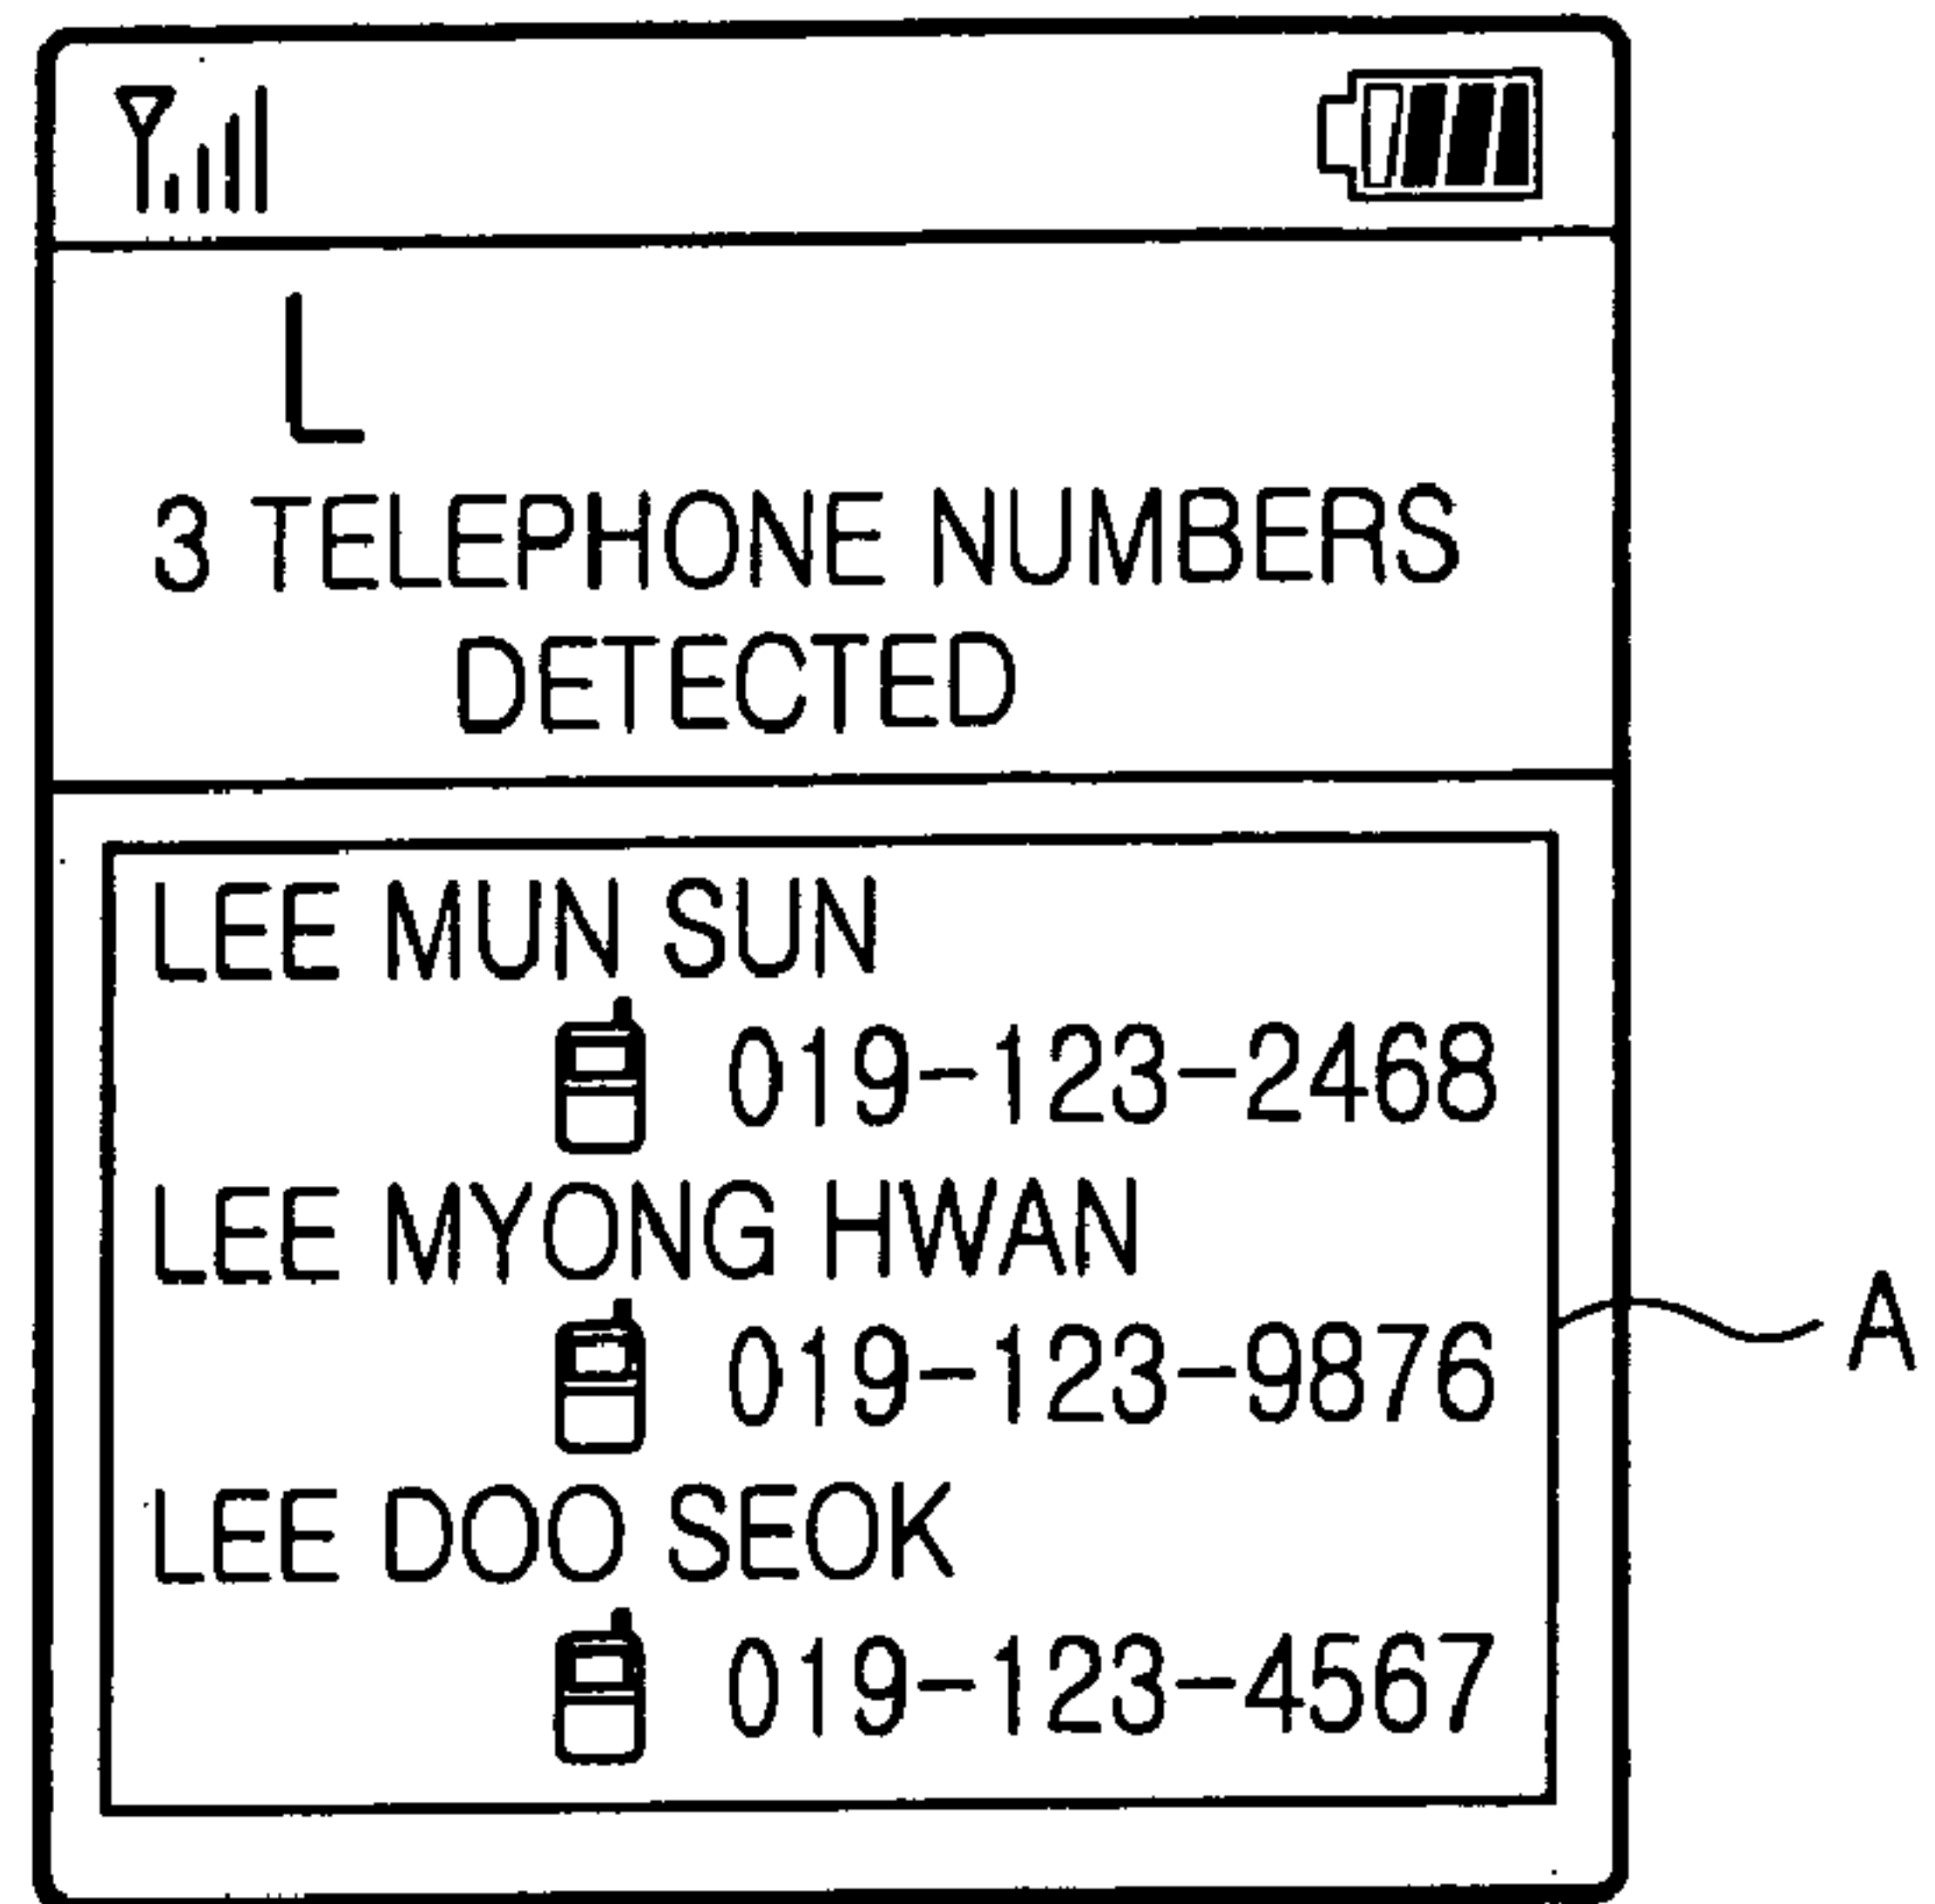 L
3 TELEPHONE NUMBERS
DETECTED
LEE MUN SUN
019-123-2468
LEE MYONG HWAN
019-123-9876
LEE DOO SEOK
019-123-4567
A